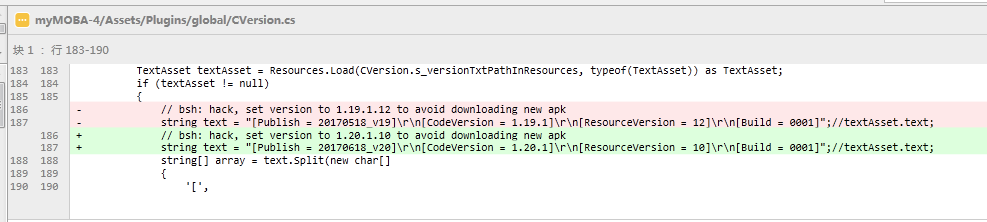 myMOBA-4/Assets/Plugins/global/CVersion.cs
块 1 : 行 183-190
183 183 TextAsset textAsset = Resources.Load(CVersion.s_versionTxtPathInResources, typeof(TextAsset)) as TextAsset;
184 184 if (textAsset != null)
185 185 {
186 - // bsh: hack, set version to 1.19.1.12 to avoid downloading new apk
187 - string text = "[Publish = 20170518_v19]\r\n[CodeVersion = 1.19.1]\r\n[ResourceVersion = 12]\r\n[Build = 0001]";//textAsset.text;
186 + // bsh: hack, set version to 1.20.1.10 to avoid downloading new apk
187 + string text = "[Publish = 20170618_v20]\r\n[CodeVersion = 1.20.1]\r\n[ResourceVersion = 10]\r\n[Build = 0001]";//textAsset.text;
188 188 string[] array = text.Split(new char[]
189 189 {
190 190 '[',